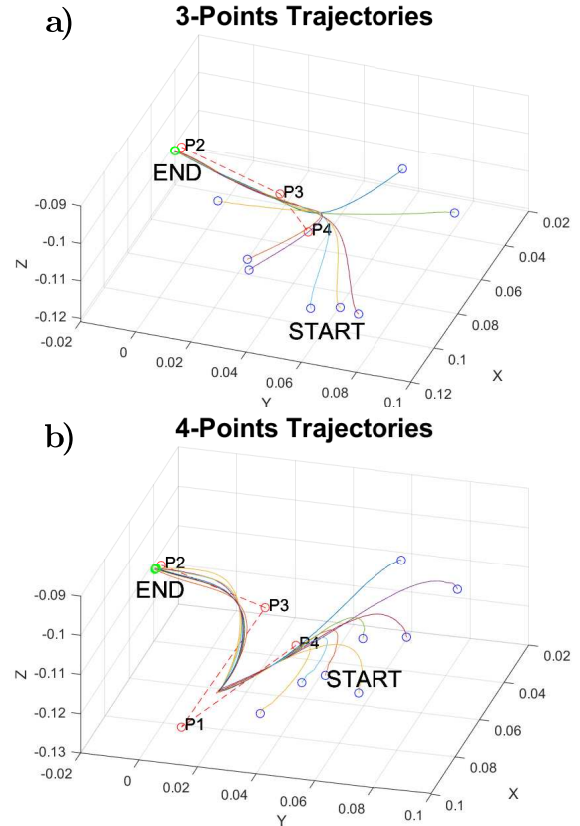 a)
3-Points Trajectories
P2
END
P3
P4
START
-0.09
-0.1
-0.11
-0.12
Z
-0.02
0
0.02
0.04
0.06
0.08
0.1
Y
0.02
0.04
0.06
0.08
0.1
0.12
X
b)
4-Points Trajectories
P2
END
P3
P4
START
P1
-0.09
-0.1
-0.11
-0.12
-0.13
Z
-0.02
0
0.02
0.04
0.06
0.08
0.1
Y
0.02
0.04
0.06
0.08
0.1
X